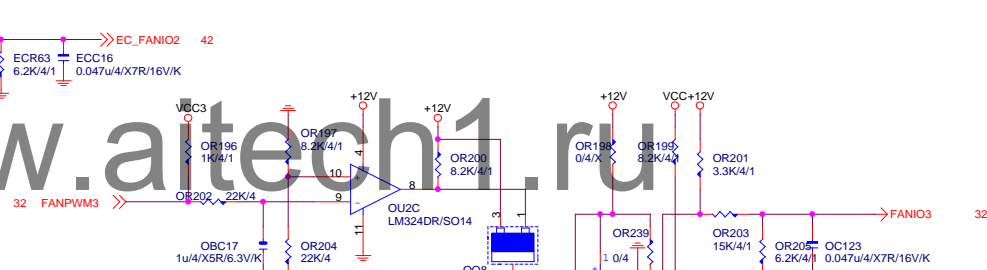 EC_FANIO2 42
ECR63
6.2K/4/1
ECC16
0.047u/4/X7R/16V/K
www.aitech1.ru
VCC3
+12V
+12V
+12V
VCC
+12V
OR196
1K/4/1
OR197
8.2K/4/1
4
OR200
8.2K/4/1
OR198
0/4/X
OR199
8.2K/4/1
OR201
3.3K/4/1
10
+
8
32 FANPWM3
OR202 22K/4
9
-
OU2C
LM324DR/SO14
11
3
1
FANIO3 32
OBC17
1u/4/X5R/6.3V/K
OR204
22K/4
OR239
0/4
1
OR203
15K/4/1
OR205
6.2K/4/1
OC123
0.047u/4/X7R/16V/K